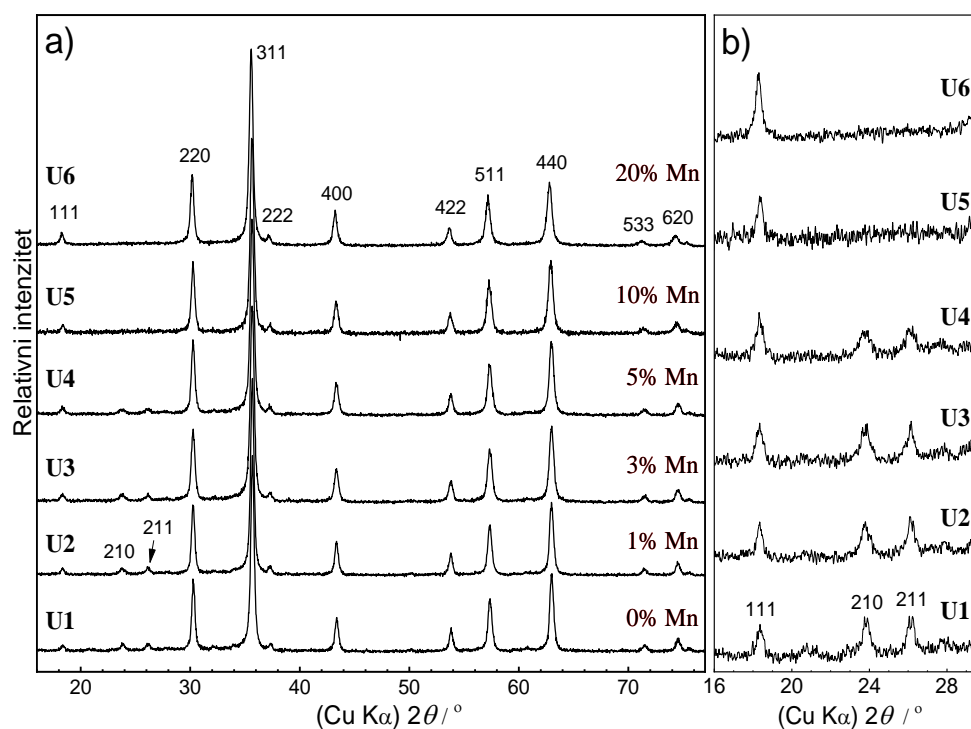 a)
311
220
U6
111
222
400
422
511
440
20% Mn
533
620
U5
10% Mn
U4
5% Mn
U3
3% Mn
211
210
U2
1% Mn
U1
0% Mn
20 30 40 50 60 70
(Cu Kα) 2θ / °
Relativni intenzitet
b)
U6
U5
U4
U3
U2
U1
111
210
211
16 20 24 28
(Cu Kα) 2θ / °